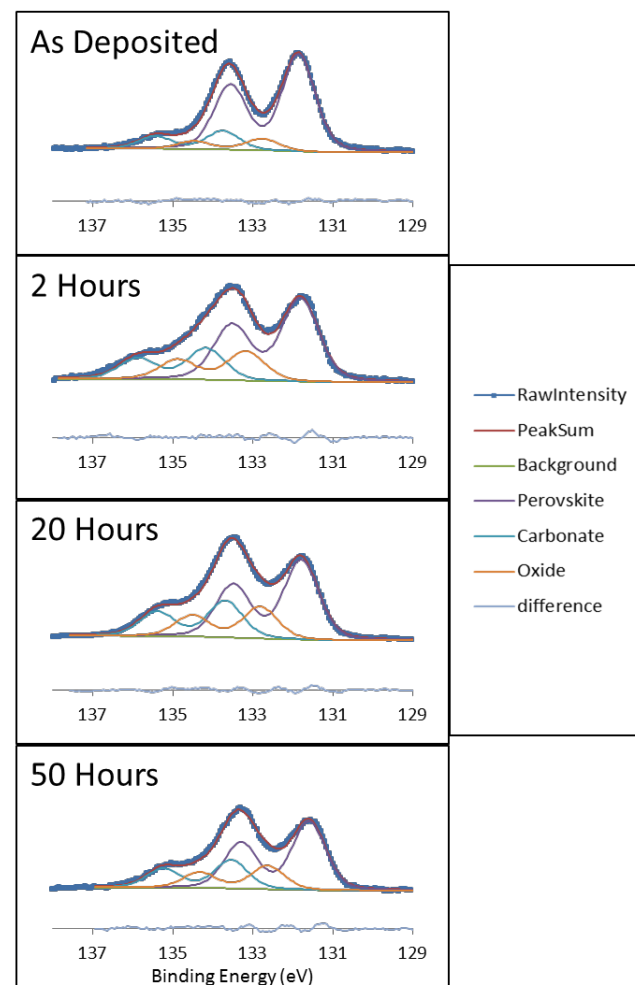 As Deposited
137 135 133 131 129
2 Hours
137 135 133 131 129
RawIntensity
PeakSum
Background
Perovskite
Carbonate
Oxide
difference
20 Hours
137 135 133 131 129
50 Hours
137 135 133 131 129
Binding Energy (eV)